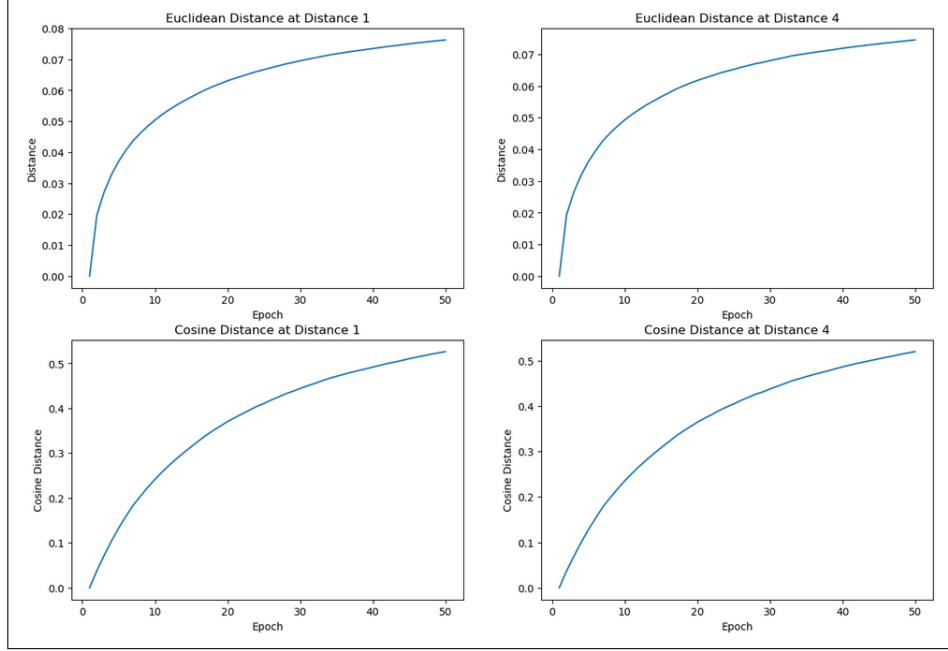 Euclidean Distance at Distance 1
0.08
0.07
0.06
0.05
0.04
0.03
0.02
0.01
0.00
Distance
0 10 20 30 40 50
Epoch
Euclidean Distance at Distance 4
0.07
0.06
0.05
0.04
0.03
0.02
0.01
0.00
Distance
0 10 20 30 40 50
Epoch
Cosine Distance at Distance 1
0.5
0.4
0.3
0.2
0.1
0.0
Cosine Distance
0 10 20 30 40 50
Epoch
Cosine Distance at Distance 4
0.5
0.4
0.3
0.2
0.1
0.0
Cosine Distance
0 10 20 30 40 50
Epoch